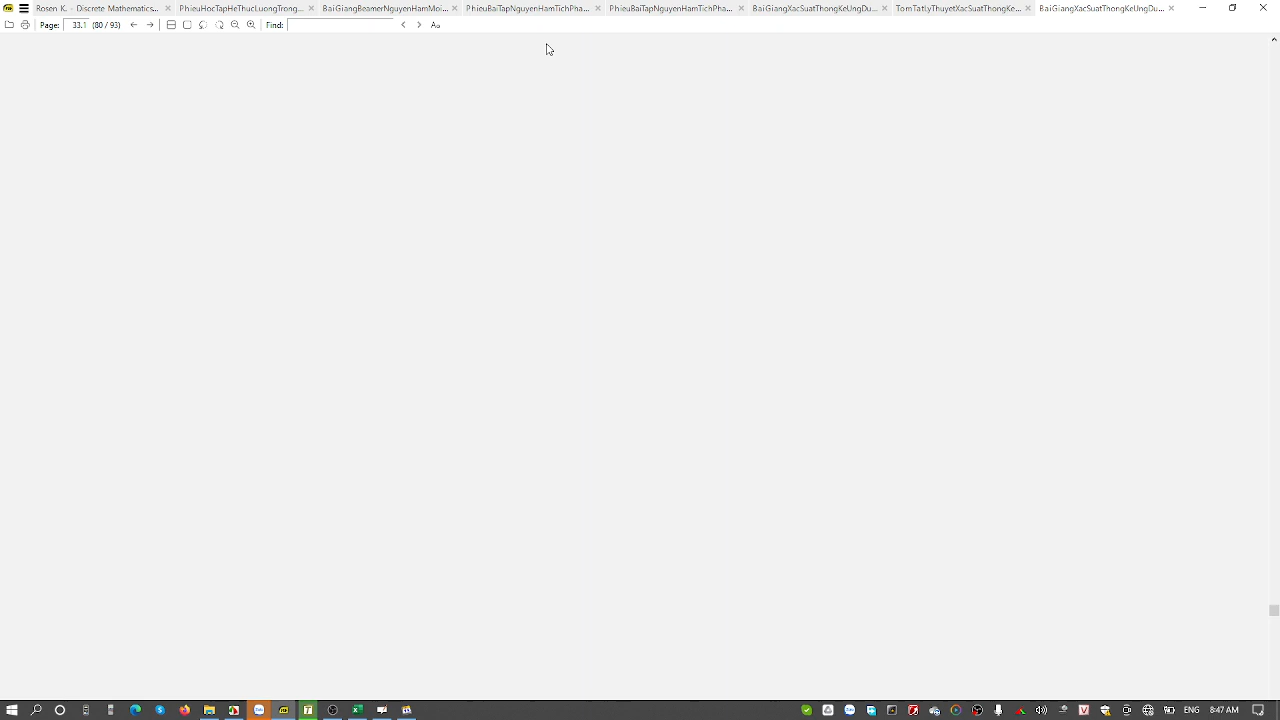 Rosen K. - Discrete Mathematics...
PhieuHocTapHeThucLuongTrong...
BaiGiangBeamerNguyenHamMoi...
PhieuBaiTapNguyenHamTichPha...
PhieuBaiTapNguyenHamTichPha...
BaiGiangXacSuatThongKeUngDu...
TomTatLyThuyetXacSuatThongKe...
BaiGiangXacSuatThongKeUngDu...
Page: 33.1 (80 / 93)
Find:
ENG
8:47 AM